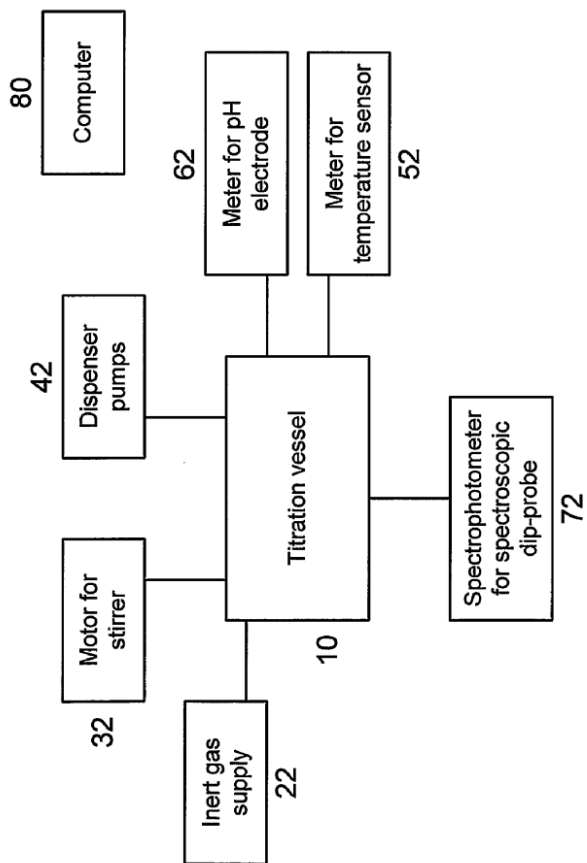 80
Computer
62
Meter for pH
electrode
Meter for
temperature sensor
52
42
Dispenser
pumps
Titration vessel
10
Spectrophotometer
for spectroscopic
dip-probe
72
Motor for
stirrer
32
Inert gas
supply
22